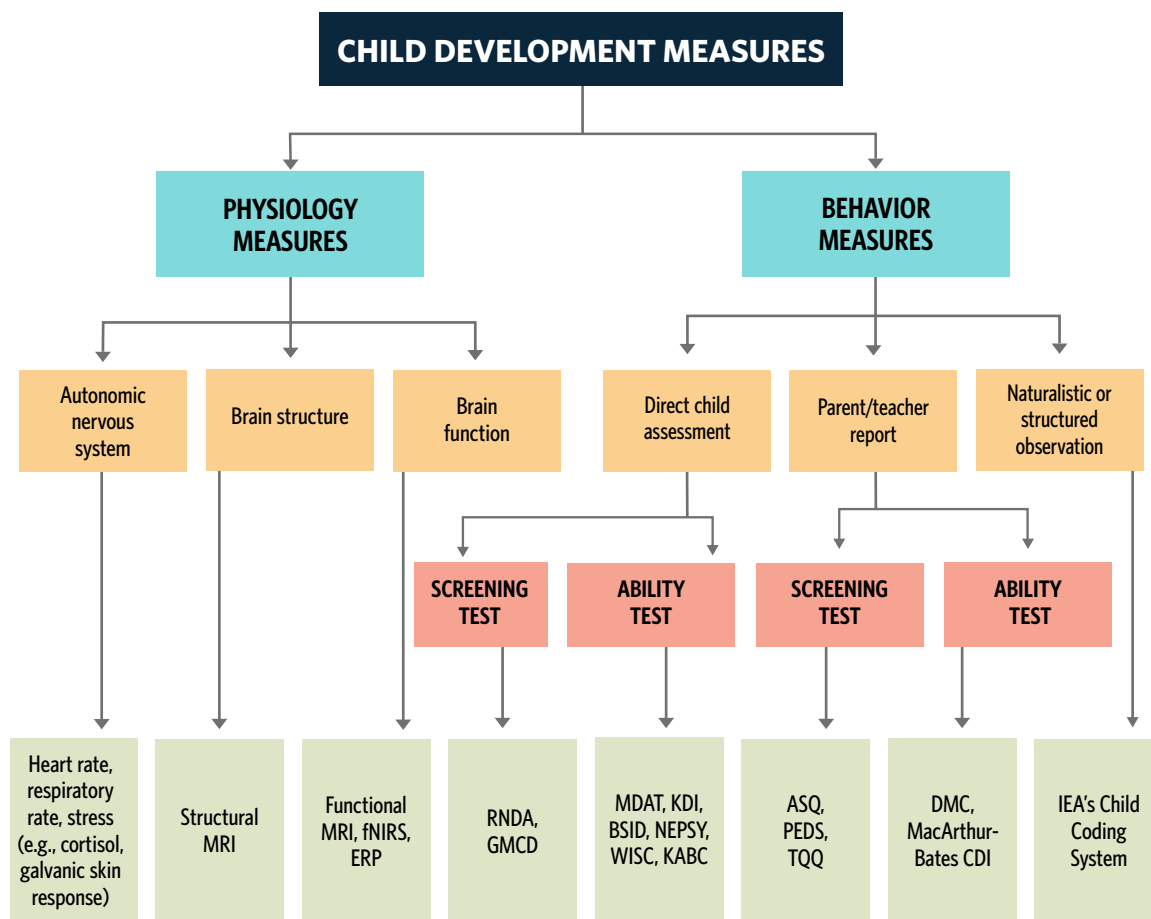 CHILD DEVELOPMENT MEASURES
PHYSIOLOGY
MEASURES
BEHAVIOR
MEASURES
Autonomic
nervous
system
Brain structure
Brain
function
Direct child
assessment
Parent/teacher
report
Naturalistic or
structured
observation
SCREENING
TEST
ABILITY
TEST
SCREENING
TEST
ABILITY
TEST
Heart rate,
respiratory
rate, stress
(e.g., cortisol,
galvanic skin
response)
Structural
MRI
Functional
MRI, fNIRS,
ERP
RNDA,
GMCD
MDAT, KDI,
BSID, NEPSY,
WISC, KABC
ASQ,
PEDS,
TQQ
DMC,
MacArthur-
Bates CDI
IEA's Child
Coding
System